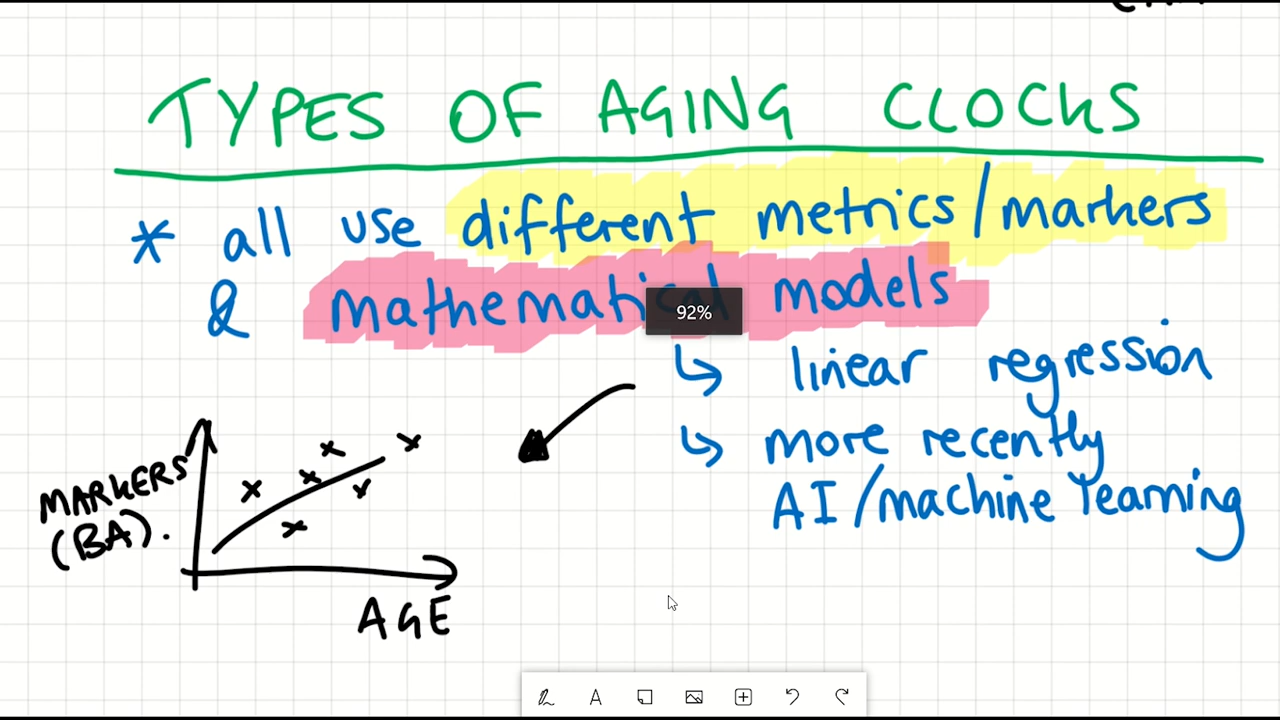 TYPES OF AGING CLOCKS
* all use different metrics/markers
& mathematical models
92%
↳ linear regression
↳ more recently
AI/machine learning
MARKERS
(BA).
AGE
A